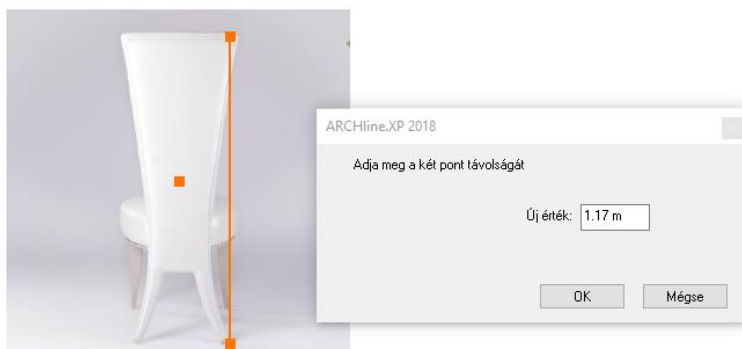 ARCHline.XP 2018
Adja meg a két pont távolságát
Új érték: 1.17 m
OK Mégse